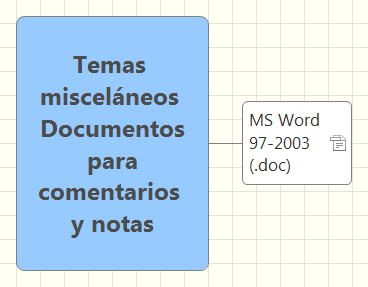 Temas
misceláneos
Documentos
para
comentarios
y notas
MS Word
97-2003
(.doc)